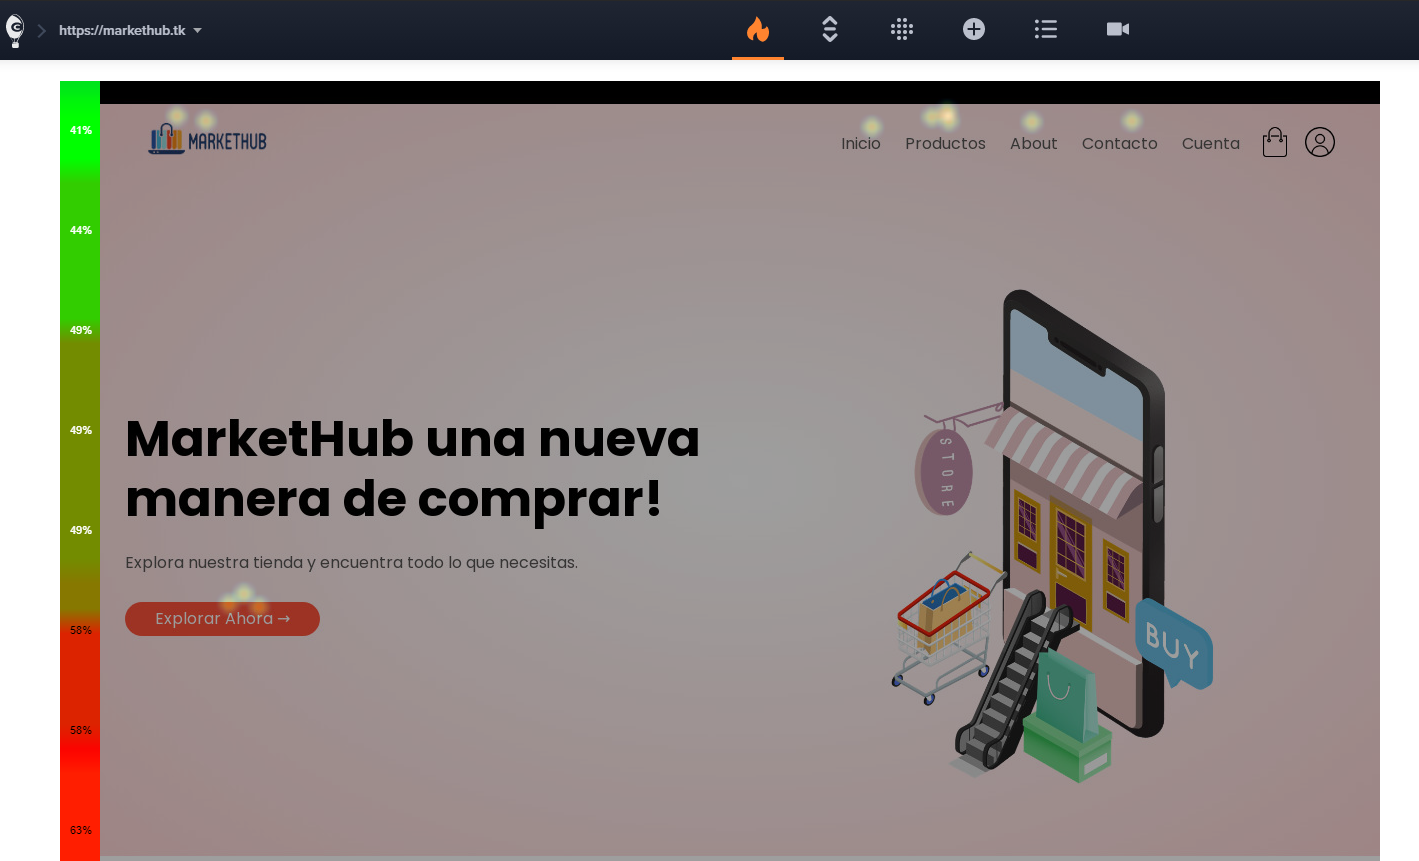 https://markethub.tk
41%
MARKETHUB
Inicio Productos About Contacto Cuenta
44%
49%
49%
MarketHub una nueva
manera de comprar!
STORE
49%
Explora nuestra tienda y encuentra todo lo que necesitas.
Explorar Ahora →
58%
BUY
58%
63%